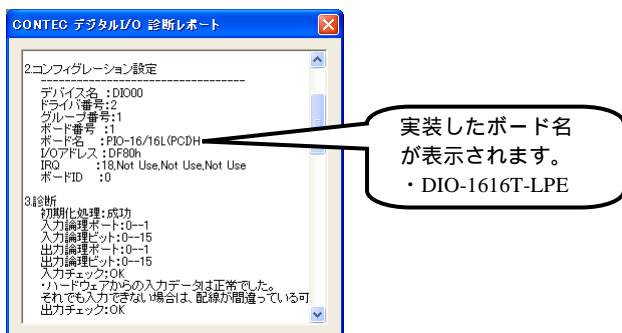 CONTEC デジタルI/O 診断レポート
2.コンフィグレーション設定
----------------------------------
デバイス名 :DIO00
ドライバ番号:2
グループ番号:1
ボード番号 :1
ボード名 :PIO-16/16L(PCI)H
I/Oアドレス :DF80h
IRQ :18,Not Use,Not Use,Not Use
ボードID :0
3.診断
初期化処理:成功
入力論理ポート:0--1
入力論理ビット:0--15
出力論理ポート:0--1
出力論理ビット:0--15
入力チェック:OK
・ハードウェアからの入力データは正常でした。
それでも入力できない場合は、配線が間違っている可
出力チェック:OK
実装したボード名
が表示されます。
・DIO-1616T-LPE